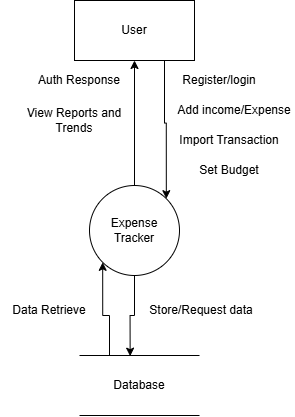 User
Auth Response
Register/login
View Reports and
Trends
Add income/Expense
Import Transaction
Set Budget
Expense
Tracker
Data Retrieve
Store/Request data
Database